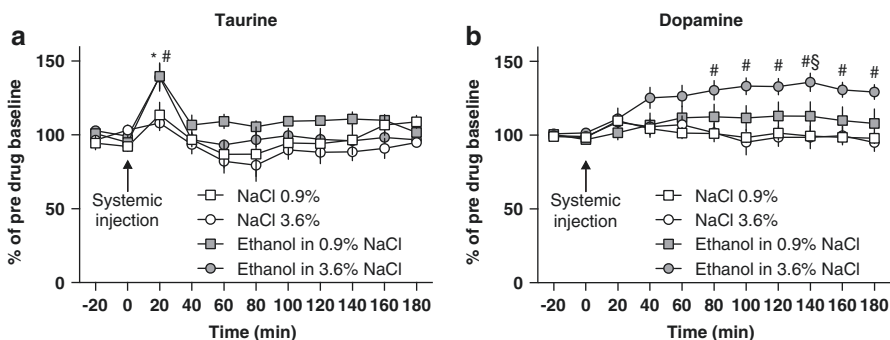 a
Taurine
% of pre drug baseline
150
100
50
0
* #
Systemic
injection
NaCl 0.9%
NaCl 3.6%
Ethanol in 0.9% NaCl
Ethanol in 3.6% NaCl
-20 0 20 40 60 80 100 120 140 160 180
Time (min)
b
Dopamine
% of pre drug baseline
150
100
50
0
# # # #§ # #
Systemic
injection
NaCl 0.9%
NaCl 3.6%
Ethanol in 0.9% NaCl
Ethanol in 3.6% NaCl
-20 0 20 40 60 80 100 120 140 160 180
Time (min)